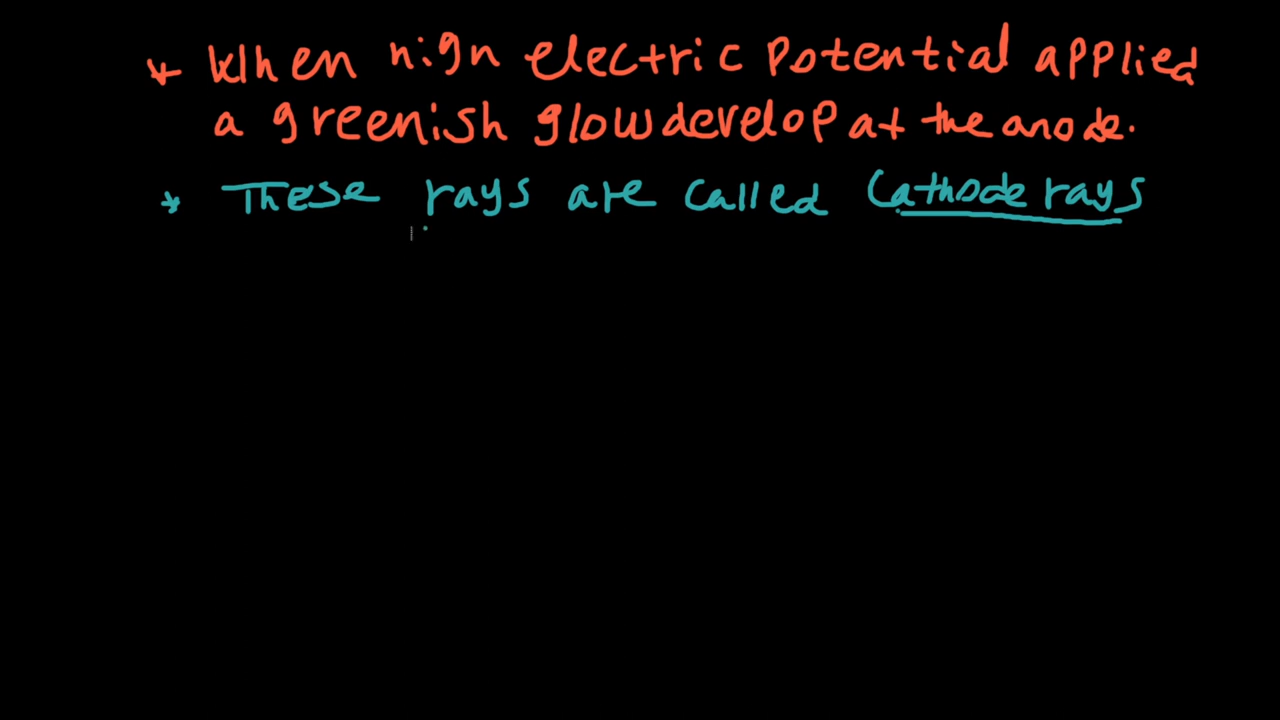 * When high electric potential applied
a greenish glow develop at the anode.
* These rays are called Cathode rays